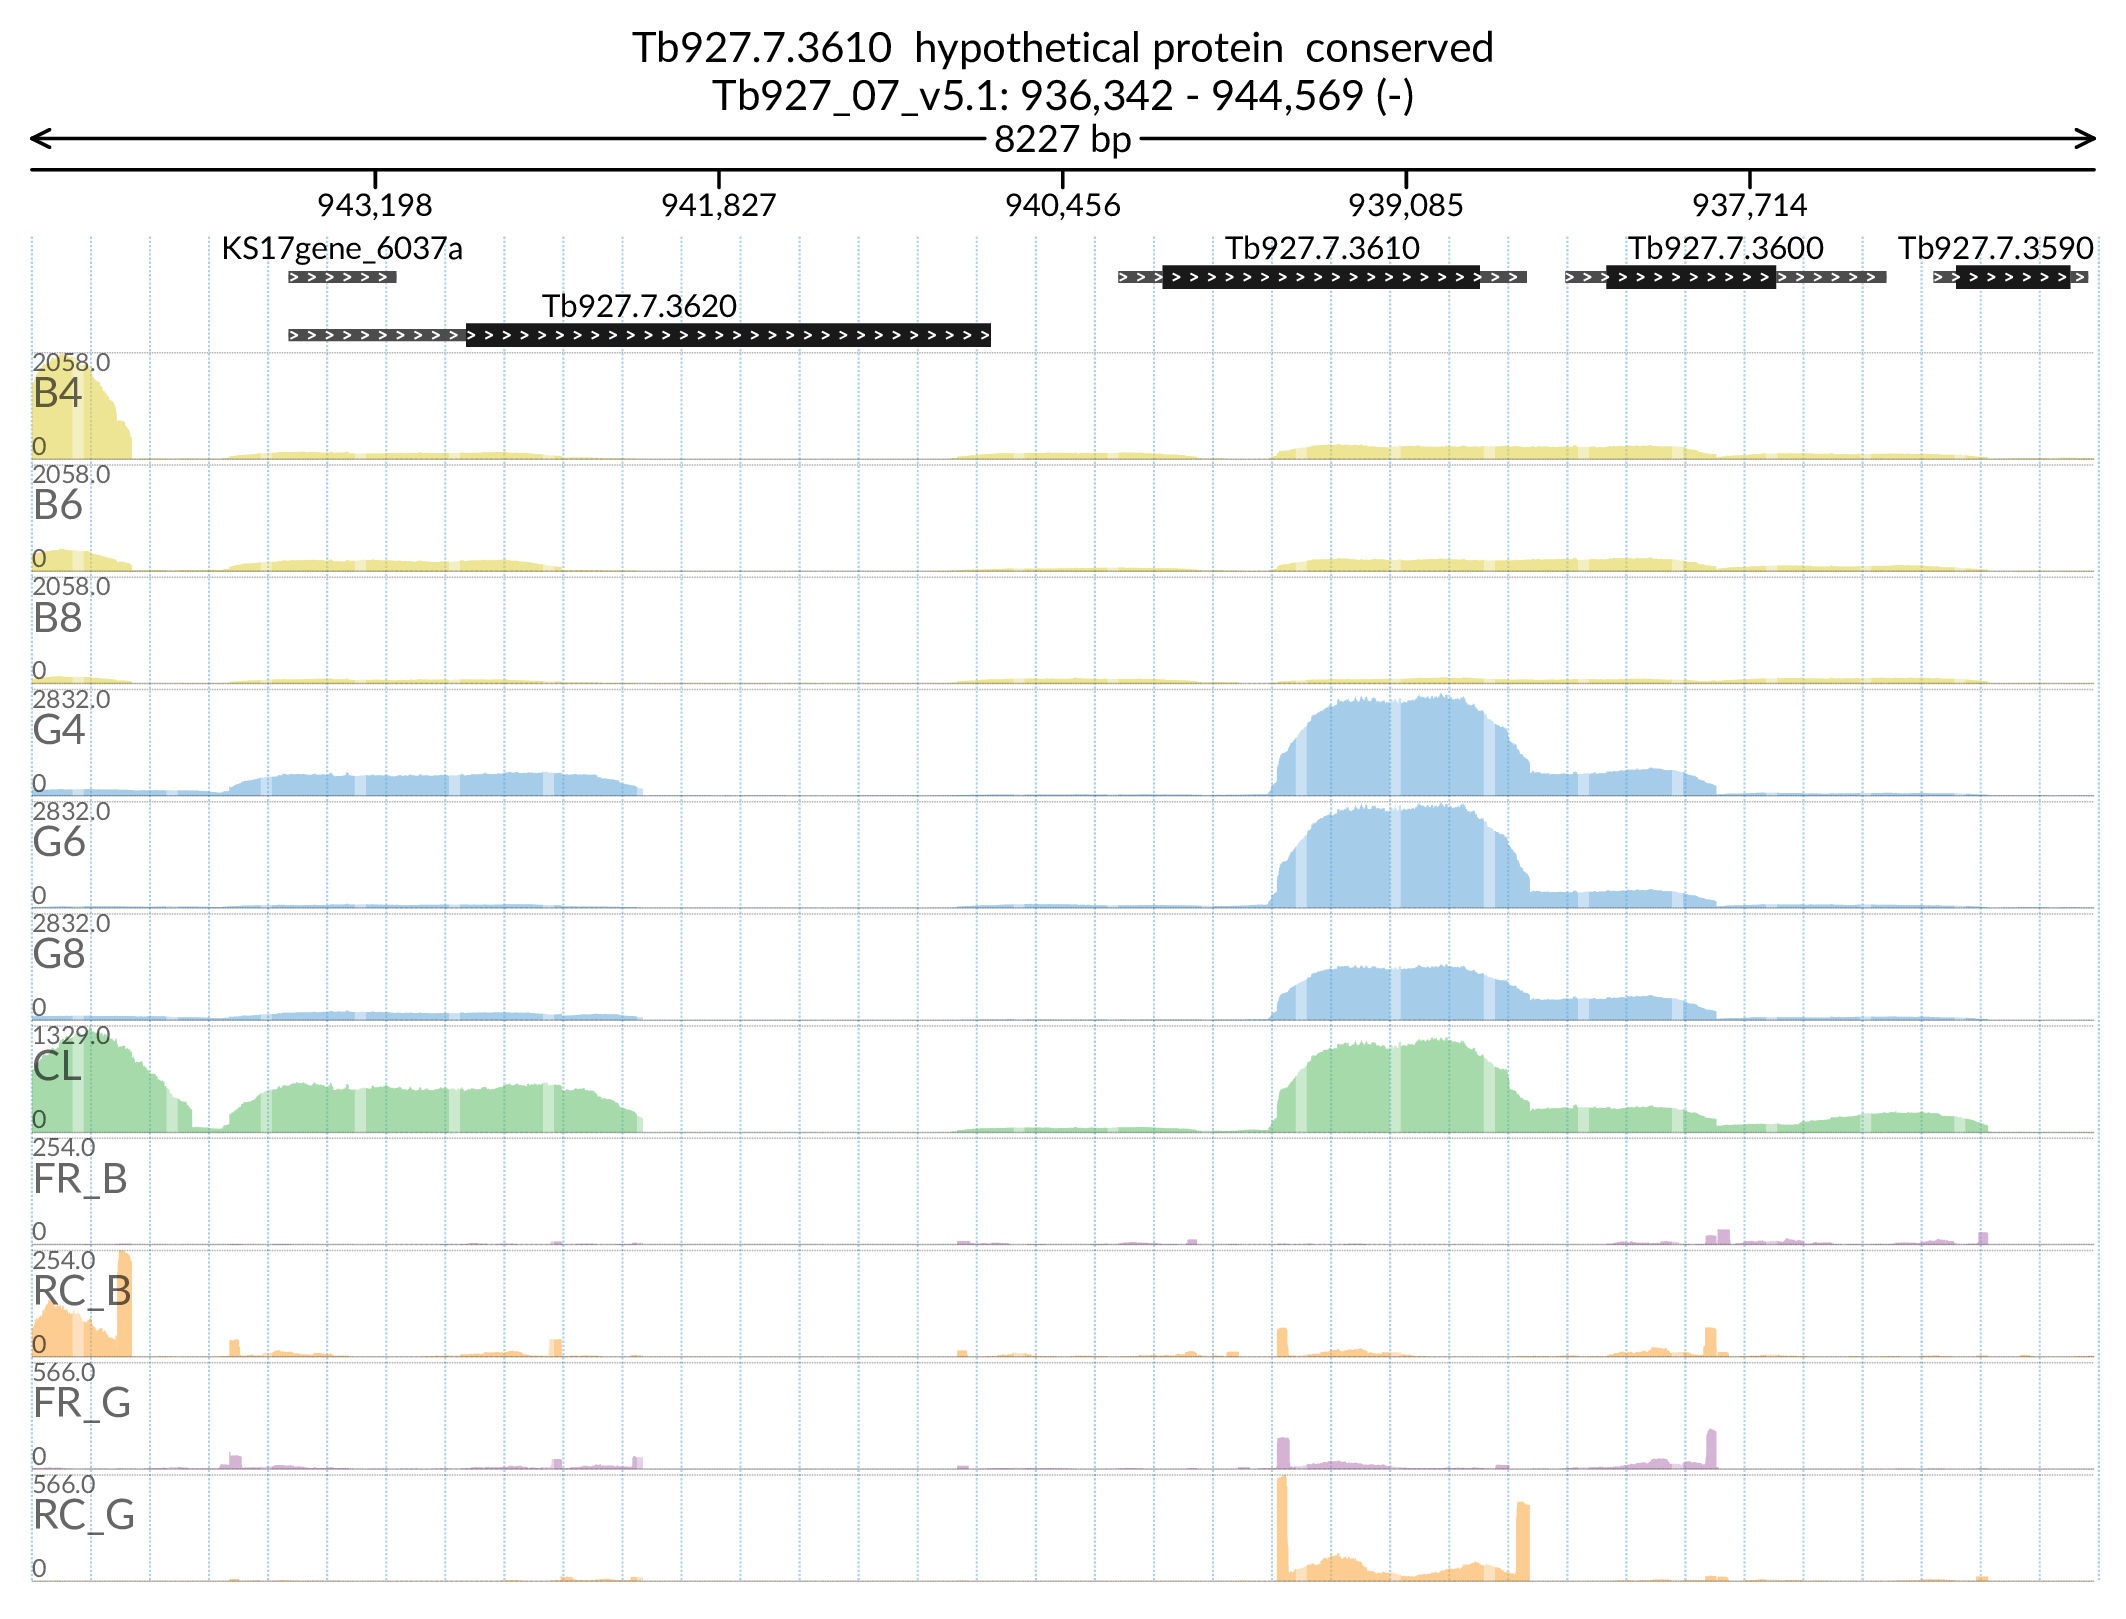 Tb927.7.3610  hypothetical protein  conserved
Tb927_07_v5.1: 936,342 - 944,569 (-)
8227 bp
943,198 941,827 940,456 939,085 937,714
KS17gene_6037a Tb927.7.3610 Tb927.7.3600 Tb927.7.3590
Tb927.7.3620
2058.0
B4
0
2058.0
B6
0
2058.0
B8
0
2832.0
G4
0
2832.0
G6
0
2832.0
G8
0
1329.0
CL
0
254.0
FR_B
0
254.0
RC_B
0
566.0
FR_G
0
566.0
RC_G
0